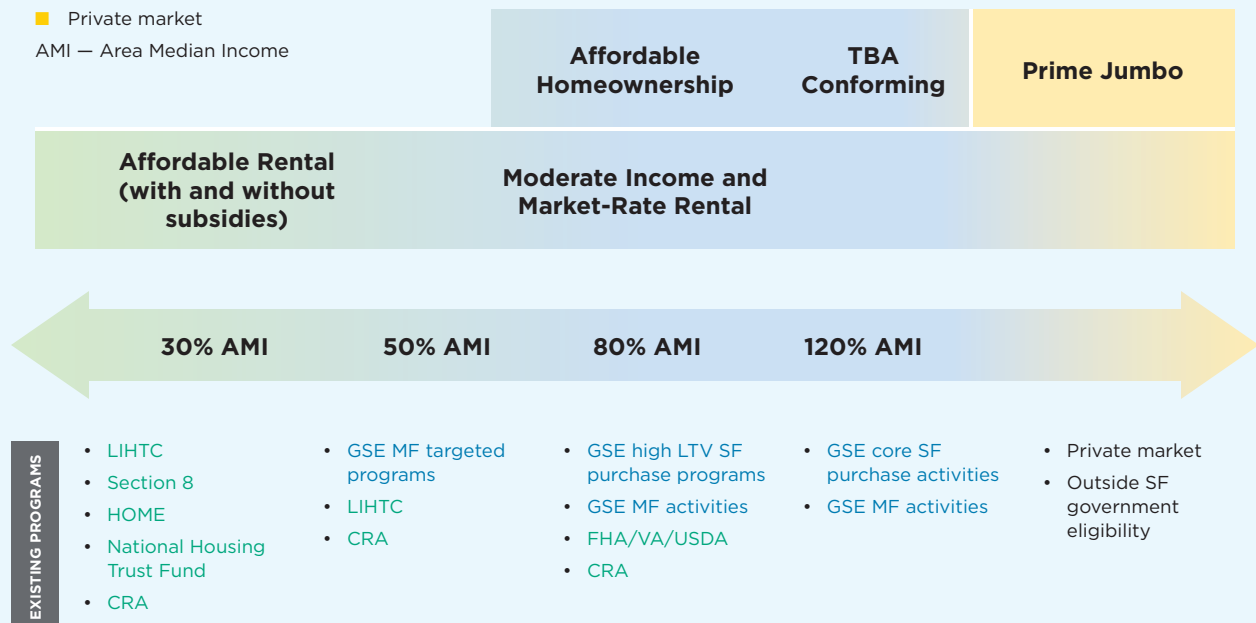 Private market
AMI — Area Median Income
Affordable
Homeownership
TBA
Conforming
Prime Jumbo
Affordable Rental
(with and without
subsidies)
Moderate Income and
Market-Rate Rental
30% AMI
50% AMI
80% AMI
120% AMI
EXISTING PROGRAMS
• LIHTC
• Section 8
• HOME
• National Housing
Trust Fund
• CRA
• GSE MF targeted
programs
• LIHTC
• CRA
• GSE high LTV SF
purchase programs
• GSE MF activities
• FHA/VA/USDA
• CRA
• GSE core SF
purchase activities
• GSE MF activities
• Private market
• Outside SF
government
eligibility